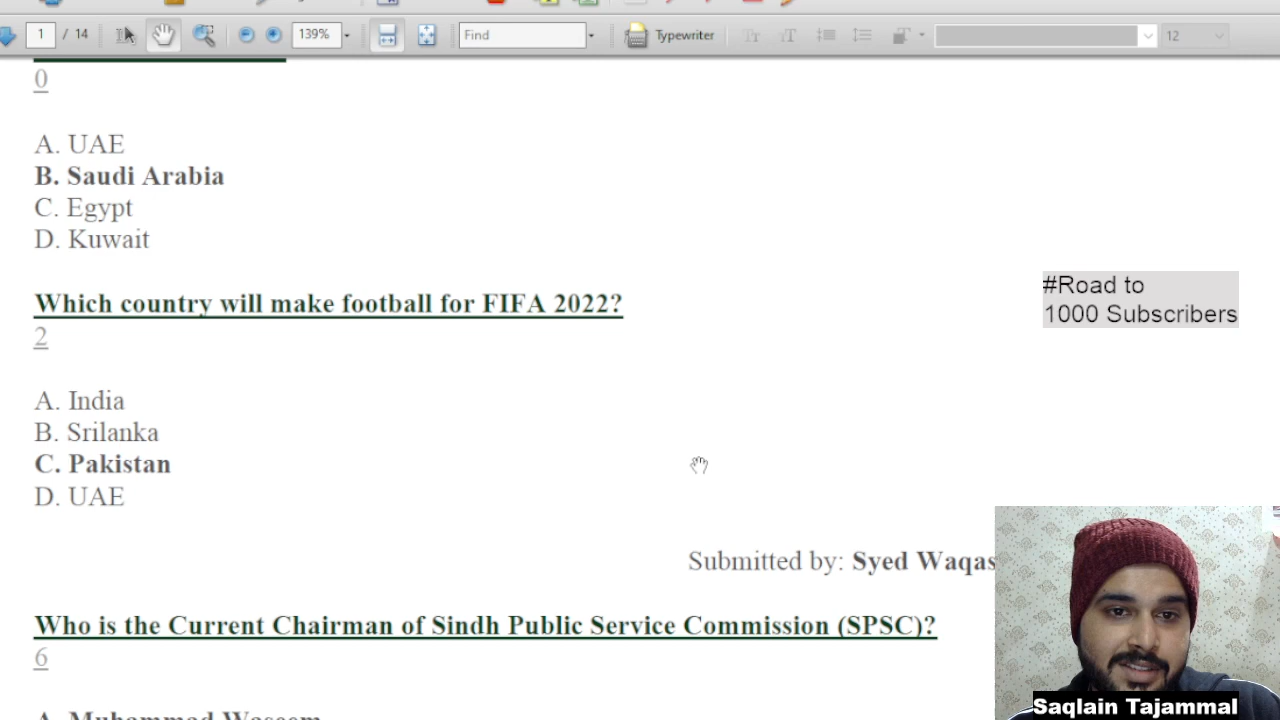 1 / 14
139%
Find
Typewriter
12
0
A. UAE
B. Saudi Arabia
C. Egypt
D. Kuwait
Which country will make football for FIFA 2022?
2
#Road to
1000 Subscribers
A. India
B. Srilanka
C. Pakistan
D. UAE
Submitted by: Syed Waqas
Who is the Current Chairman of Sindh Public Service Commission (SPSC)?
6
A. Muhammad Waseem
Saqlain Tajammal